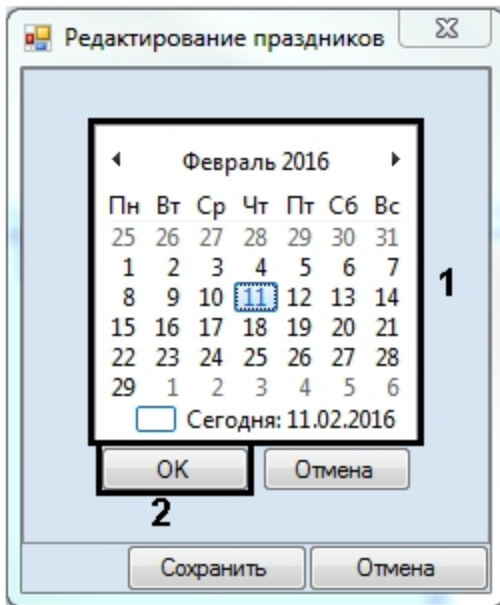 Редактирование праздников
Февраль 2016
Пн Вт Ср Чт Пт Сб Вс
25 26 27 28 29 30 31
1 2 3 4 5 6 7
8 9 10 11 12 13 14
15 16 17 18 19 20 21
22 23 24 25 26 27 28
29 1 2 3 4 5 6
Сегодня: 11.02.2016
1
ОК Отмена
2
Сохранить Отмена